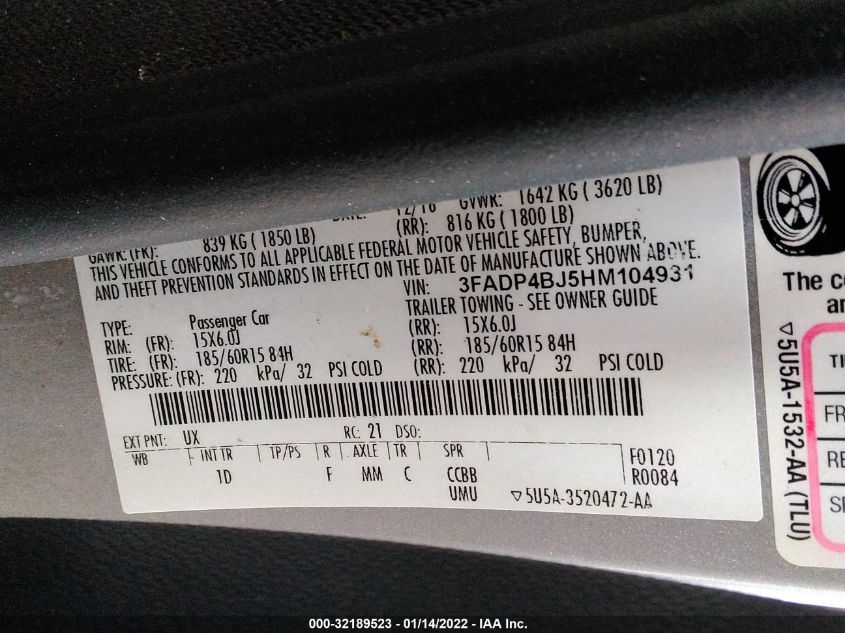 DATE: 12/16 GVWR: 1642 KG ( 3620 LB)
GAWR: (FR): 839 KG ( 1850 LB) (RR): 816 KG ( 1800 LB)
THIS VEHICLE CONFORMS TO ALL APPLICABLE FEDERAL MOTOR VEHICLE SAFETY, BUMPER,
AND THEFT PREVENTION STANDARDS IN EFFECT ON THE DATE OF MANUFACTURE SHOWN ABOVE.
VIN: 3FADP4BJ5HM104931
TYPE: Passenger Car TRAILER TOWING - SEE OWNER GUIDE
RIM: (FR): 15X6.0J (RR): 15X6.0J
TIRE: (FR): 185/60R15 84H (RR): 185/60R15 84H
PRESSURE: (FR): 220 kPa/ 32 PSI COLD (RR): 220 kPa/ 32 PSI COLD
EXT PNT: UX RC: 21 DSO:
WB INT TR TP/PS R AXLE TR SPR F0120
1D F MM C CCBB R0084
UMU ▽5U5A-3520472-AA
The co
an
▽5U5A-1532-AA (TLU)
TI
FR
RE
SP
000-32189523 - 01/14/2022 - IAA Inc.